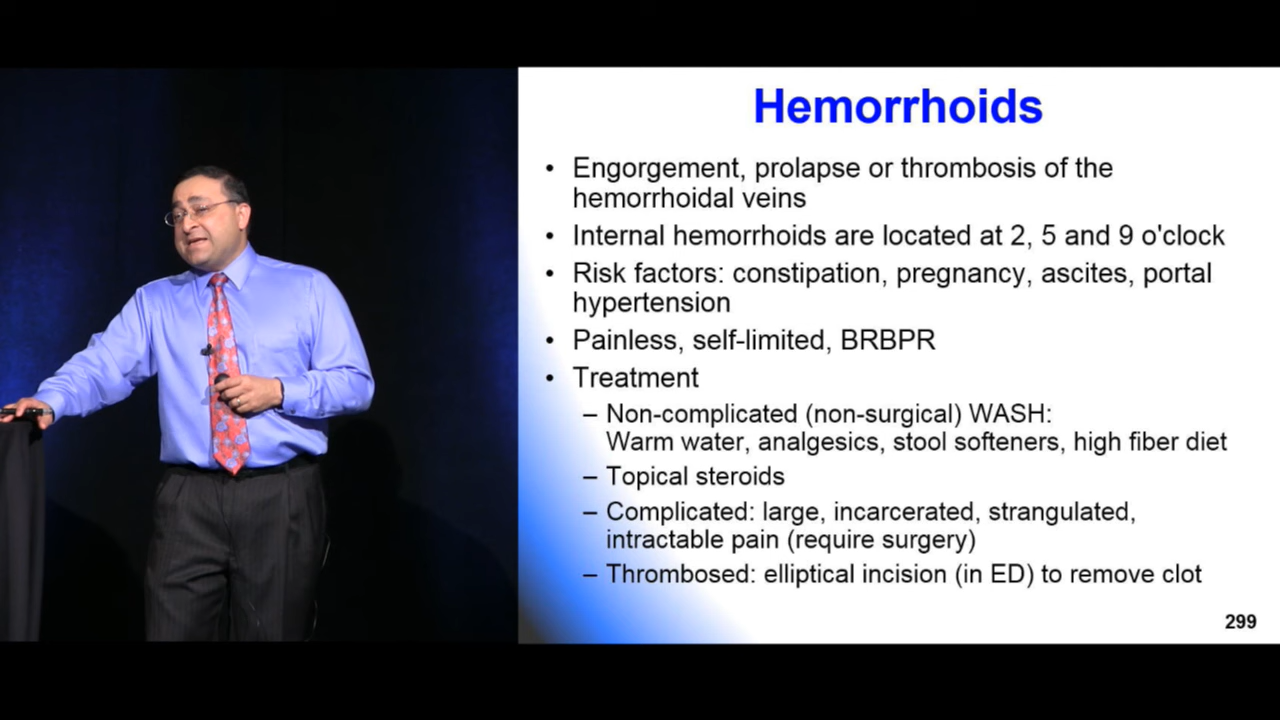 Hemorrhoids
• Engorgement, prolapse or thrombosis of the
hemorrhoidal veins
• Internal hemorrhoids are located at 2, 5 and 9 o'clock
• Risk factors: constipation, pregnancy, ascites, portal
hypertension
• Painless, self-limited, BRBPR
• Treatment
– Non-complicated (non-surgical) WASH:
Warm water, analgesics, stool softeners, high fiber diet
– Topical steroids
– Complicated: large, incarcerated, strangulated,
intractable pain (require surgery)
– Thrombosed: elliptical incision (in ED) to remove clot
299